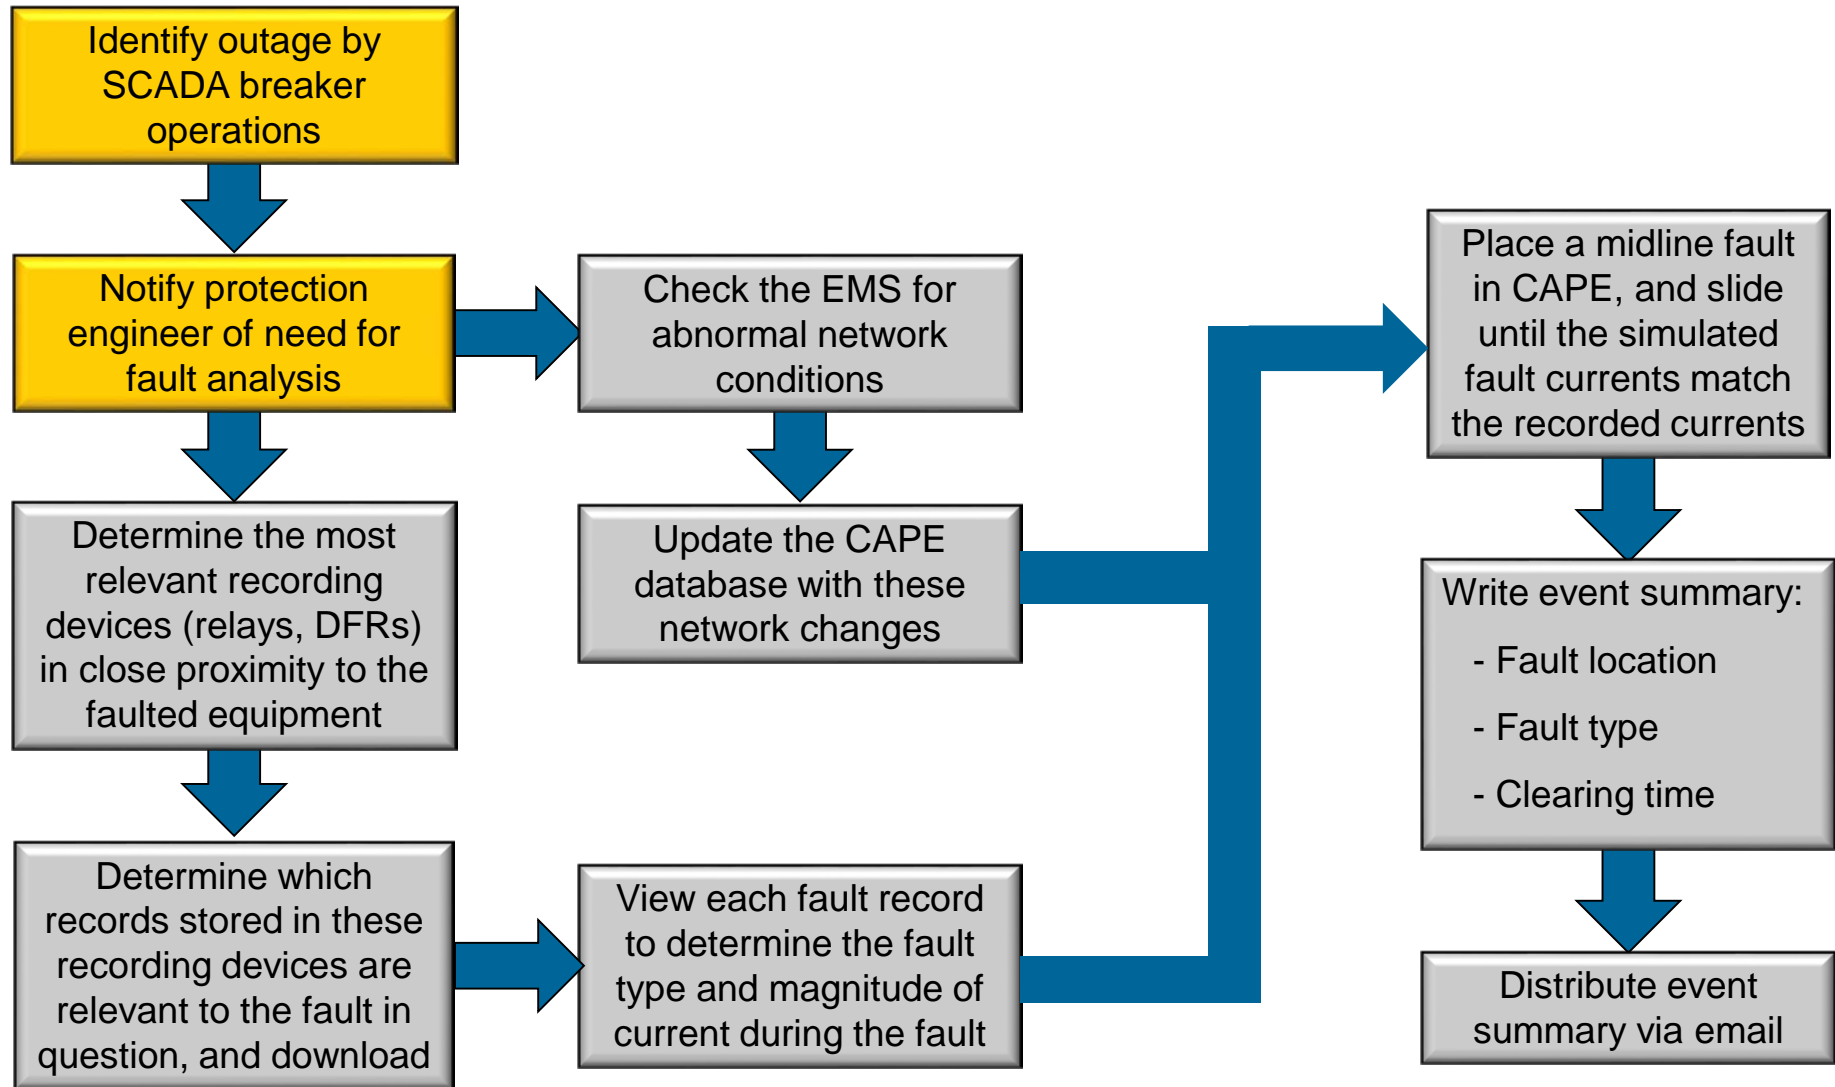 Identify outage by
SCADA breaker
operations
Notify protection
engineer of need for
fault analysis
Determine the most
relevant recording
devices (relays, DFRs)
in close proximity to the
faulted equipment
Determine which
records stored in these
recording devices are
relevant to the fault in
question, and download
Check the EMS for
abnormal network
conditions
Update the CAPE
database with these
network changes
View each fault record
to determine the fault
type and magnitude of
current during the fault
Place a midline fault
in CAPE, and slide
until the simulated
fault currents match
the recorded currents
Write event summary:
- Fault location
- Fault type
- Clearing time
Distribute event
summary via email